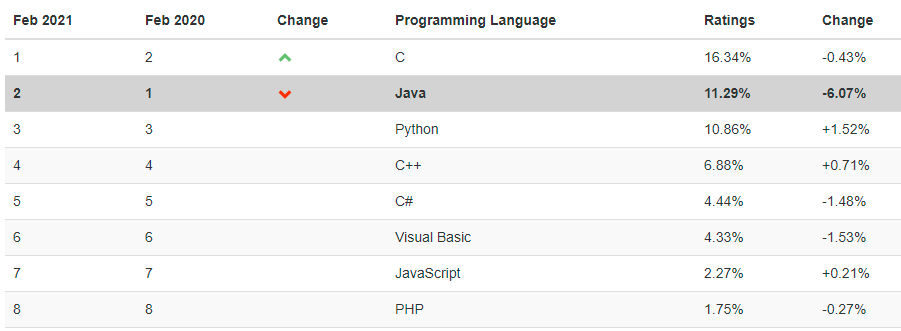 Feb 2021 Feb 2020 Change Programming Language Ratings Change
1 2 C 16.34% -0.43%
2 1 Java 11.29% -6.07%
3 3 Python 10.86% +1.52%
4 4 C++ 6.88% +0.71%
5 5 C# 4.44% -1.48%
6 6 Visual Basic 4.33% -1.53%
7 7 JavaScript 2.27% +0.21%
8 8 PHP 1.75% -0.27%